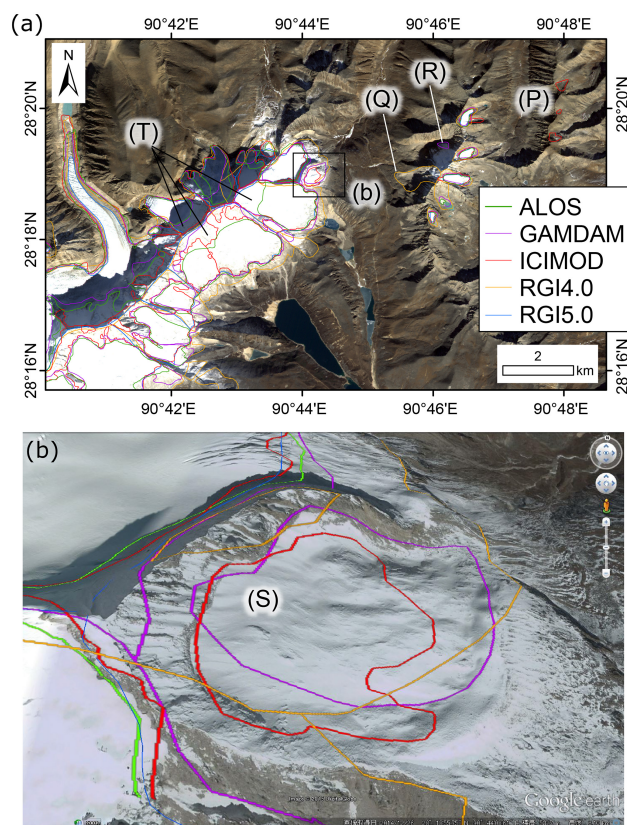 (a)
90°42'E 90°44'E 90°46'E 90°48'E
N
28°20'N 28°20'N
(R)
(Q) (P)
(T)
(b)
28°18'N 28°18'N
ALOS
GAMDAM
ICIMOD
RGI4.0
RGI5.0
2
km
28°16'N 28°16'N
90°42'E 90°44'E 90°46'E 90°48'E
(b)
(S)
Google earth